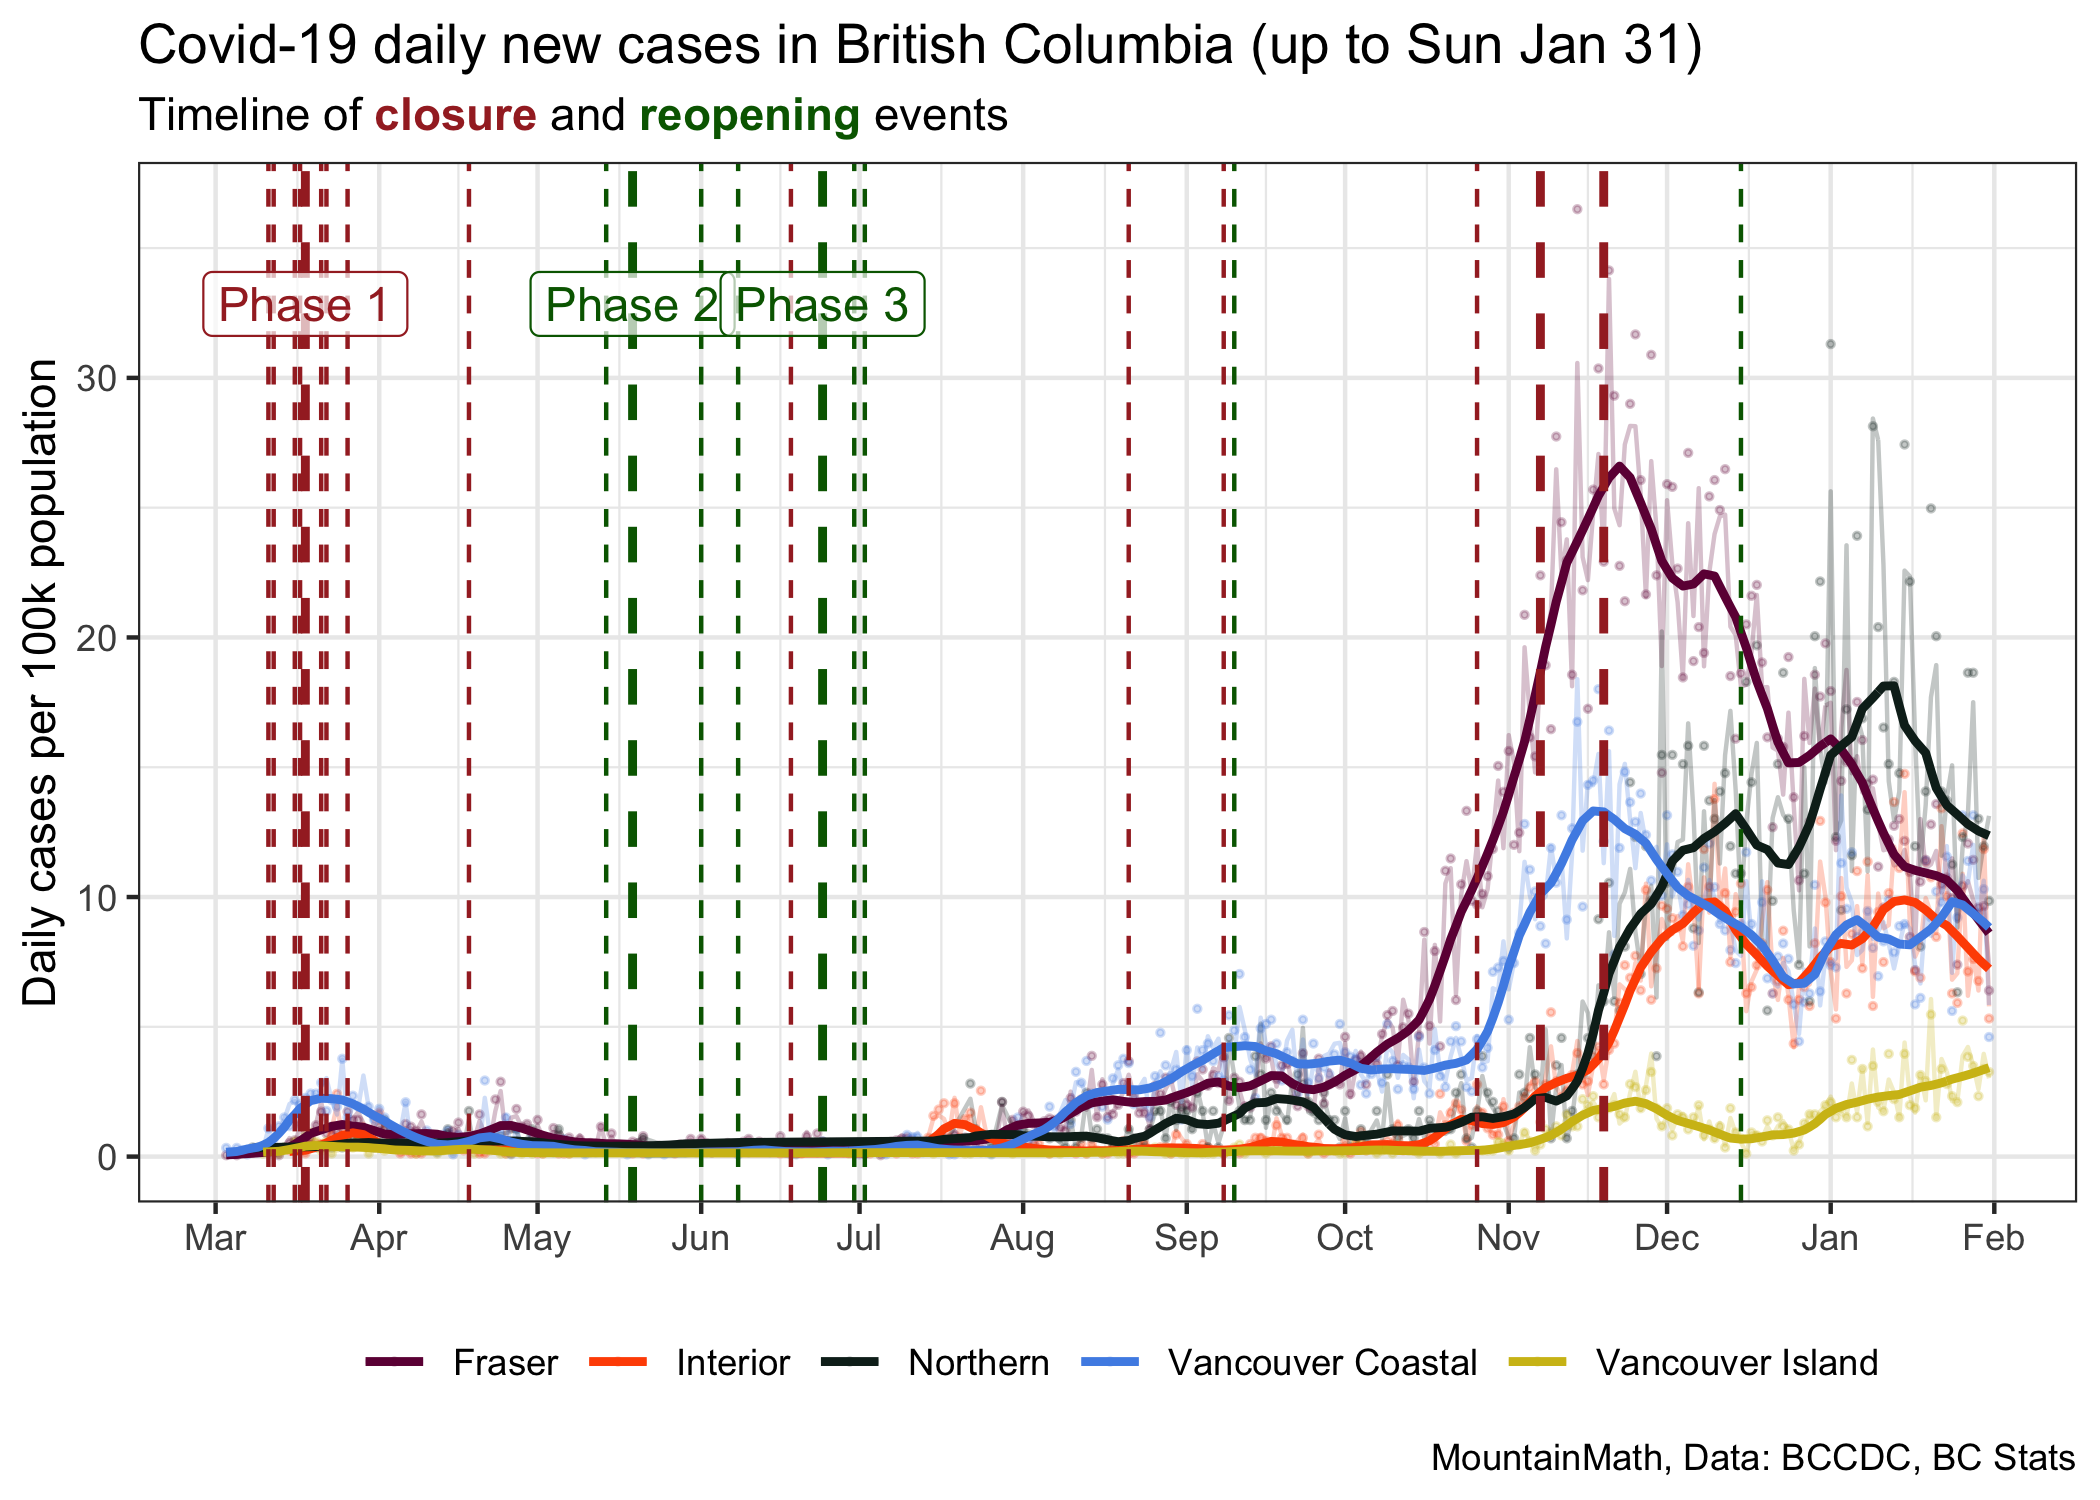 Covid-19 daily new cases in British Columbia (up to Sun Jan 31)
Timeline of closure and reopening events
Daily cases per 100k population
30
20
10
0
Phase 1
Phase 2
Phase 3
Mar Apr May Jun Jul Aug Sep Oct Nov Dec Jan Feb
Fraser Interior Northern Vancouver Coastal Vancouver Island
MountainMath, Data: BCCDC, BC Stats